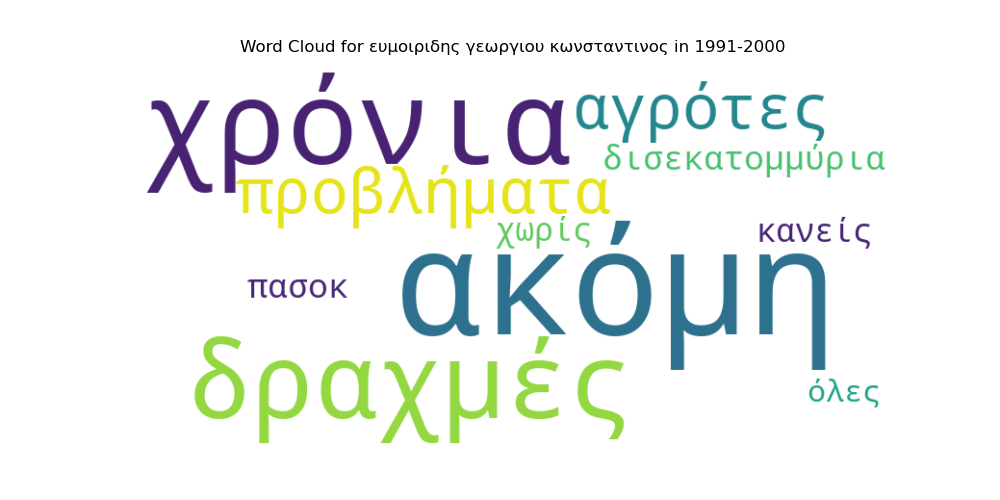 Word Cloud for ευμοιριδης γεωργιου κωνσταντινος in 1991-2000
χρόνια
αγρότες
δισεκατομμύρια
προβλήματα
χωρίς
κανείς
ακόμη
πασοκ
δραχμές
όλες